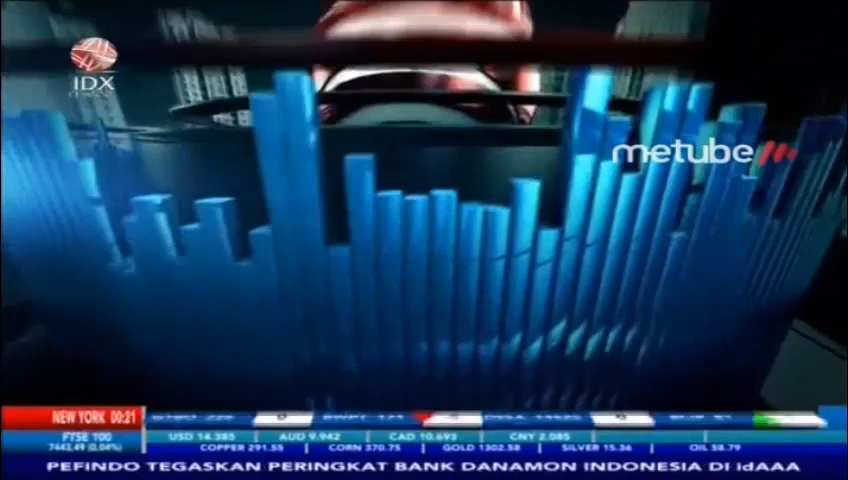 IDX
CHANNEL
metube
NEW YORK 00:21
FTSE 100
7443,49 (0,04%)
USD 14.385 AUD 9.942 CAD 10.693 CNY 2.085
COPPER 291.55 CORN 370.75 GOLD 1302.58 SILVER 15.36 OIL 58.79
PEFINDO TEGASKAN PERINGKAT BANK DANAMON INDONESIA DI idAAA